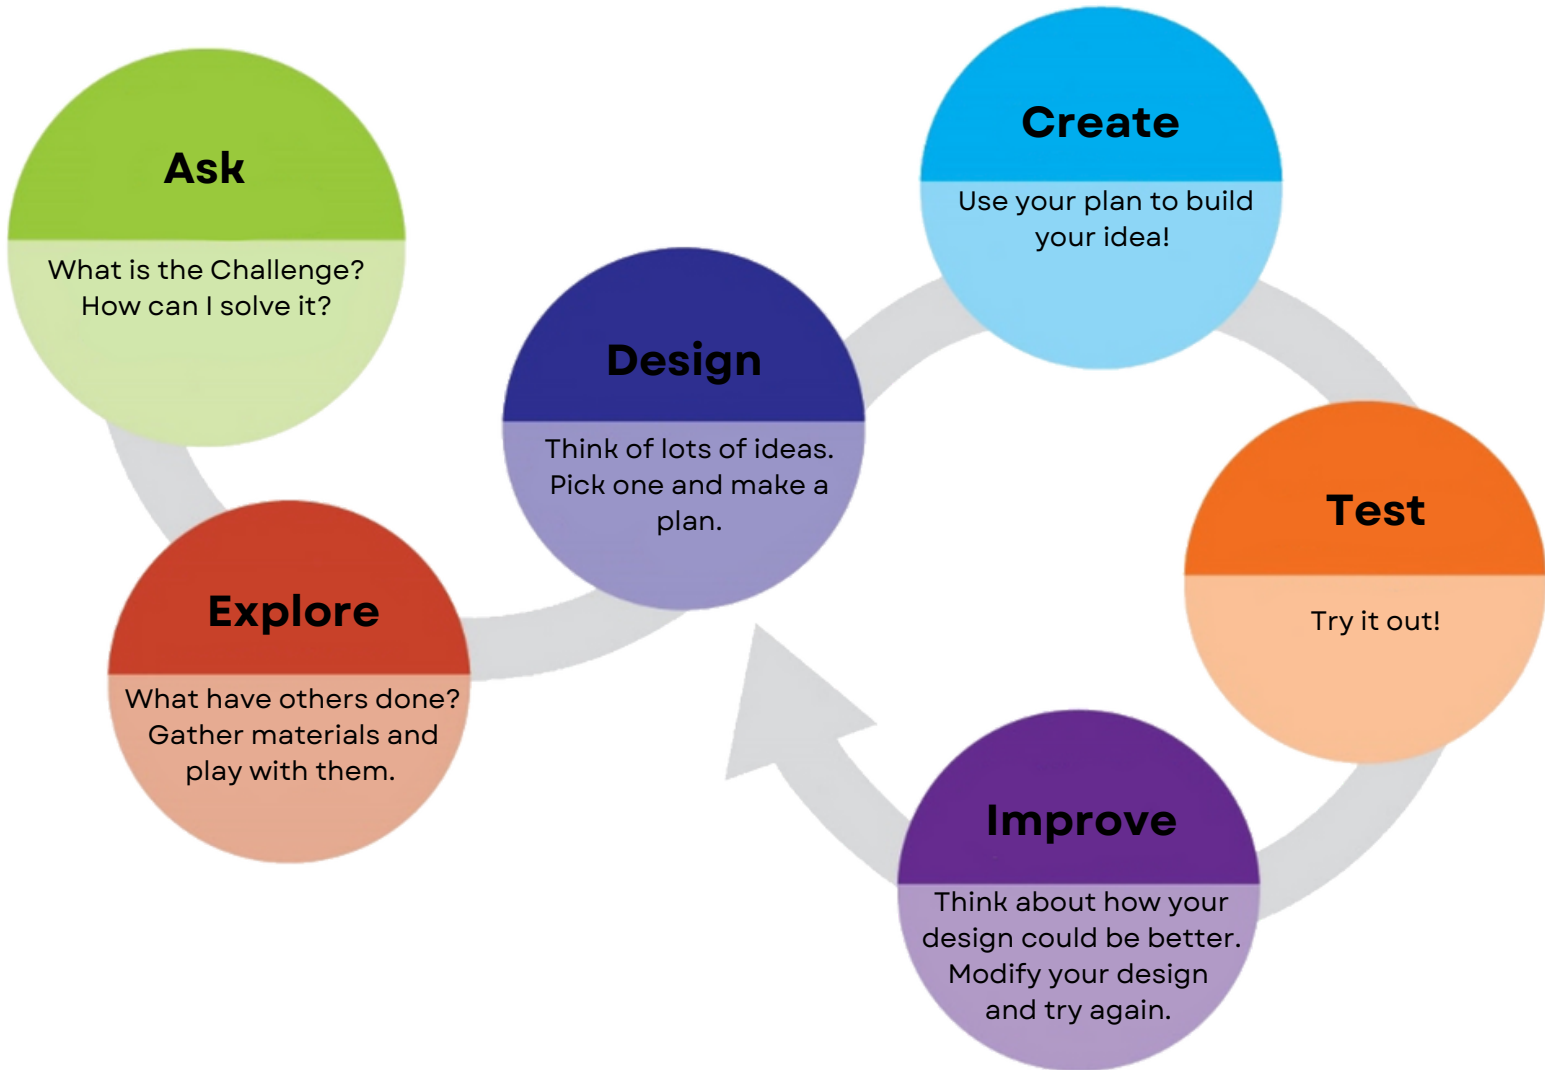 Ask
What is the Challenge?
How can I solve it?
Explore
What have others done?
Gather materials and
play with them.
Design
Think of lots of ideas.
Pick one and make a
plan.
Create
Use your plan to build
your idea!
Test
Try it out!
Improve
Think about how your
design could be better.
Modify your design
and try again.